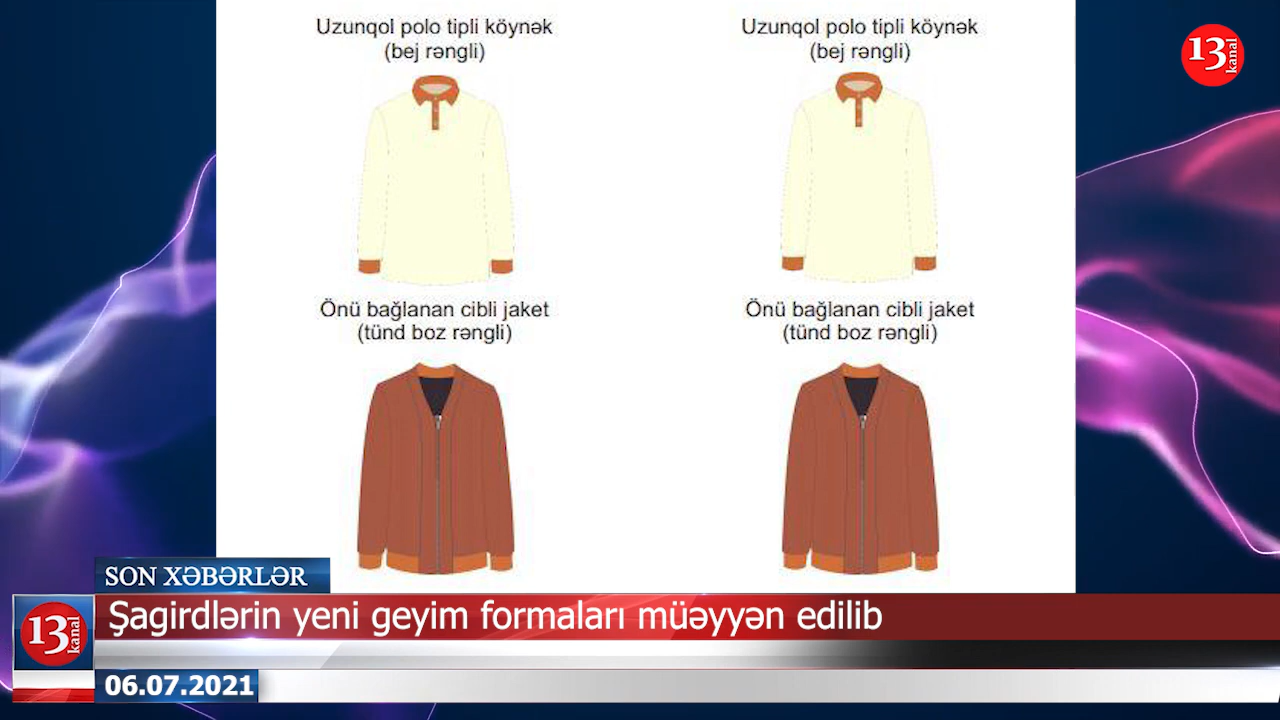 Uzunqol polo tipli köynək
(bej rəngli)
Uzunqol polo tipli köynək
(bej rəngli)
13
kanal
Önü bağlanan cibli jaket
(tünd boz rəngli)
Önü bağlanan cibli jaket
(tünd boz rəngli)
SON XƏBƏRLƏR
Şagirdlərin yeni geyim formaları müəyyən edilib
13
kanal
06.07.2021